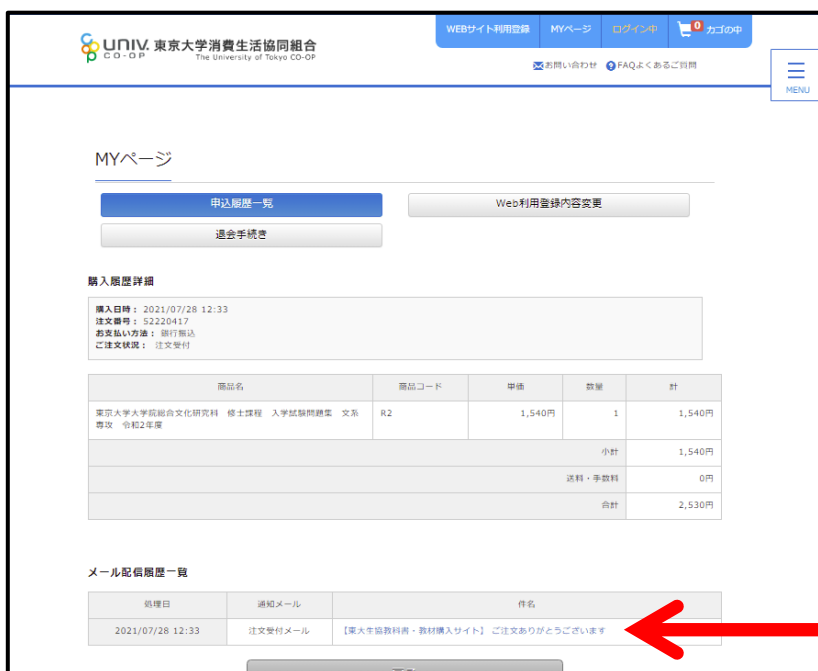 WEBサイト利用登録 MYページ ログイン中 0 カゴの中
UNIV. 東京大学消費生活協同組合
CO-OP The University of Tokyo CO-OP
お問い合わせ FAQよくあるご質問
MENU
MYページ
申込履歴一覧 Web利用登録内容変更
退会手続き
購入履歴詳細
購入日時： 2021/07/28 12:33
注文番号： 52220417
お支払い方法： 銀行振込
ご注文状況： 注文受付
商品名 商品コード 単価 数量 計
東京大学大学院総合文化研究科 修士課程 入学試験問題集 文系 R2 1,540円 1 1,540円
専攻 令和2年度
小計 1,540円
送料・手数料 0円
合計 2,530円
メール配信履歴一覧
処理日 通知メール 件名
2021/07/28 12:33 注文受付メール 【東大生協教科書・教材購入サイト】 ご注文ありがとうございます